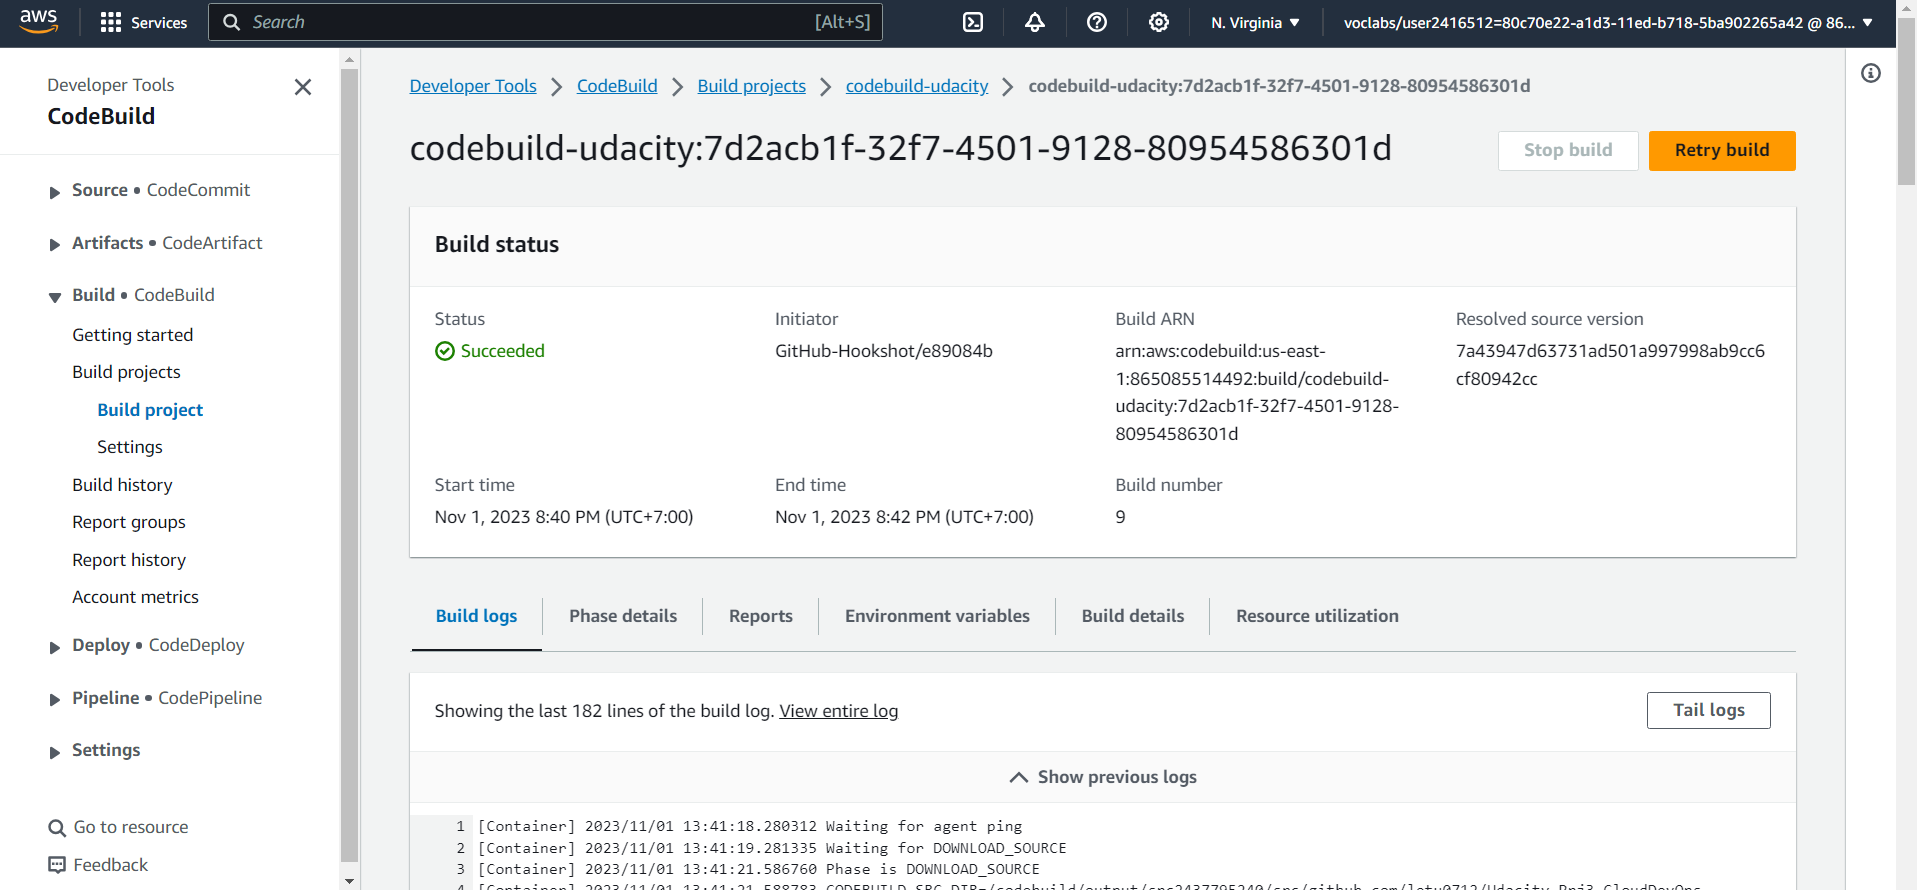 aws
Services
Search
[Alt+S]
N. Virginia
voclabs/user2416512=80c70e22-a1d3-11ed-b718-5ba902265a42 @ 86...
Developer Tools
CodeBuild
Source • CodeCommit
Artifacts • CodeArtifact
Build • CodeBuild
Getting started
Build projects
Build project
Settings
Build history
Report groups
Report history
Account metrics
Deploy • CodeDeploy
Pipeline • CodePipeline
Settings
Go to resource
Feedback
Developer Tools > CodeBuild > Build projects > codebuild-udacity > codebuild-udacity:7d2acb1f-32f7-4501-9128-80954586301d
codebuild-udacity:7d2acb1f-32f7-4501-9128-80954586301d
Stop build
Retry build
Build status
Status
Succeeded
Initiator
GitHub-Hookshot/e89084b
Build ARN
arn:aws:codebuild:us-east-
1:865085514492:build/codebuild-
udacity:7d2acb1f-32f7-4501-9128-
80954586301d
Resolved source version
7a43947d63731ad501a997998ab9cc6
cf80942cc
Start time
Nov 1, 2023 8:40 PM (UTC+7:00)
End time
Nov 1, 2023 8:42 PM (UTC+7:00)
Build number
9
Build logs
Phase details
Reports
Environment variables
Build details
Resource utilization
Showing the last 182 lines of the build log. View entire log
Tail logs
Show previous logs
1 [Container] 2023/11/01 13:41:18.280312 Waiting for agent ping
2 [Container] 2023/11/01 13:41:19.281335 Waiting for DOWNLOAD_SOURCE
3 [Container] 2023/11/01 13:41:21.586760 Phase is DOWNLOAD_SOURCE
4 [Container] 2023/11/01 13:41:21.588783